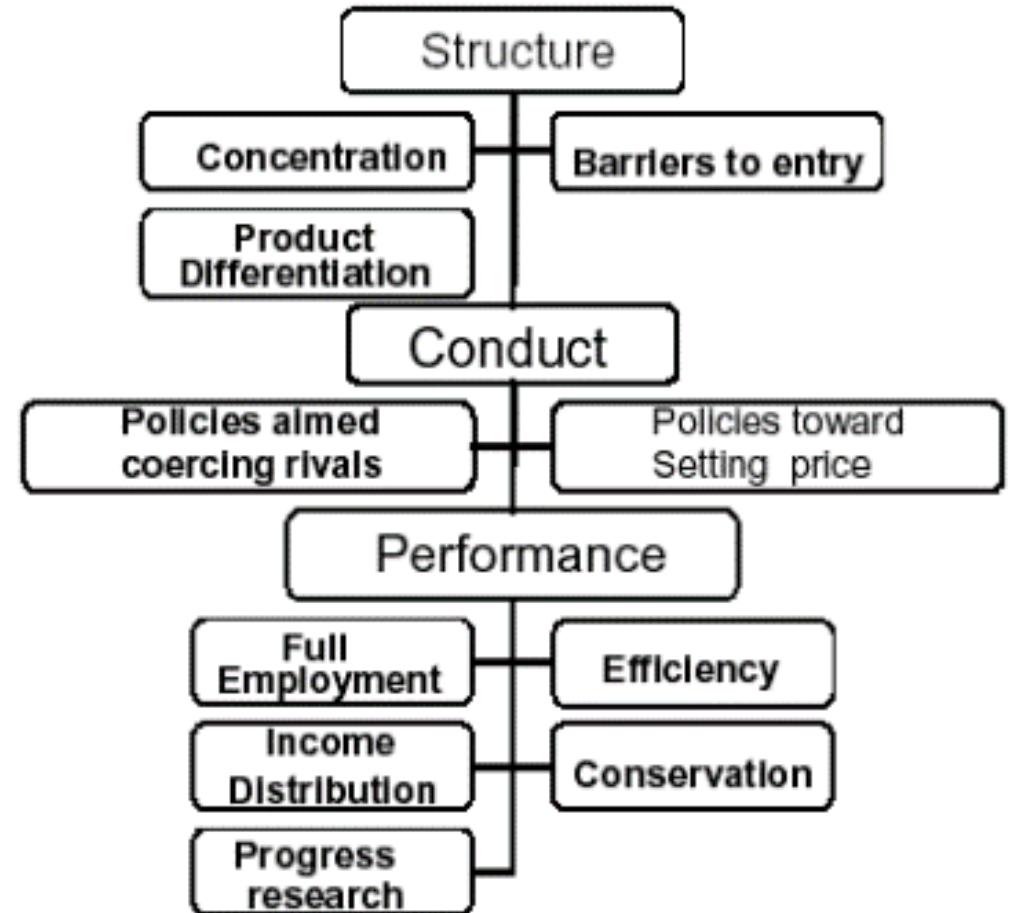 Structure
Concentration
Barriers to entry
Product
Differentiation
Conduct
Policies aimed
coercing rivals
Policies toward
Setting price
Performance
Full
Employment
Efficiency
Income
Distribution
Conservation
Progress
research